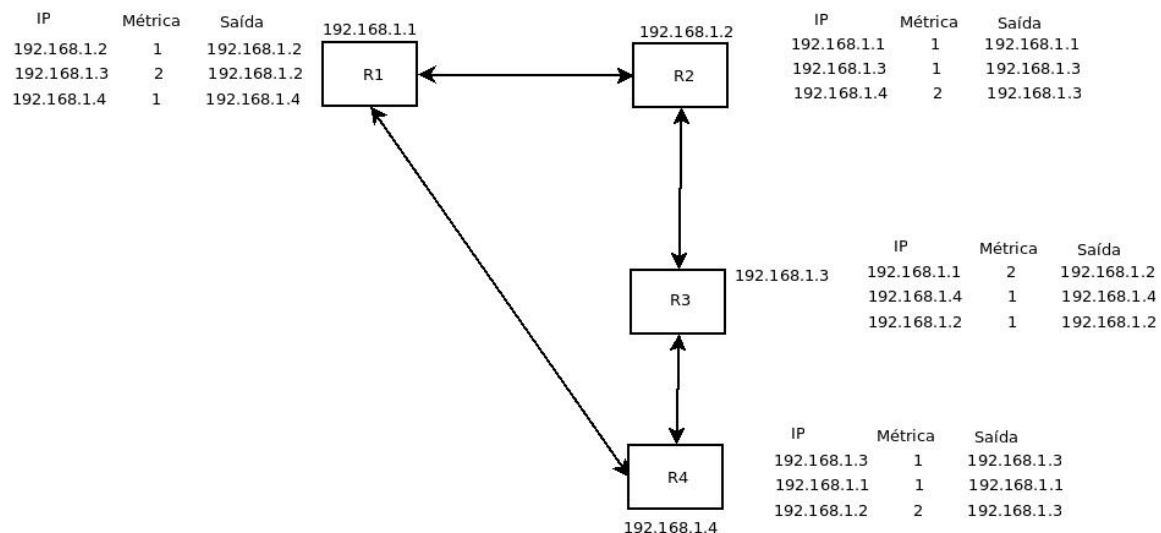 IP Métrica Saída
192.168.1.2 1 192.168.1.2
192.168.1.3 2 192.168.1.2
192.168.1.4 1 192.168.1.4
192.168.1.1
R1
192.168.1.2
R2
IP Métrica Saída
192.168.1.1 1 192.168.1.1
192.168.1.3 1 192.168.1.3
192.168.1.4 2 192.168.1.3
R3
192.168.1.3
IP Métrica Saída
192.168.1.1 2 192.168.1.2
192.168.1.4 1 192.168.1.4
192.168.1.2 1 192.168.1.2
R4
192.168.1.4
IP Métrica Saída
192.168.1.3 1 192.168.1.3
192.168.1.1 1 192.168.1.1
192.168.1.2 2 192.168.1.3